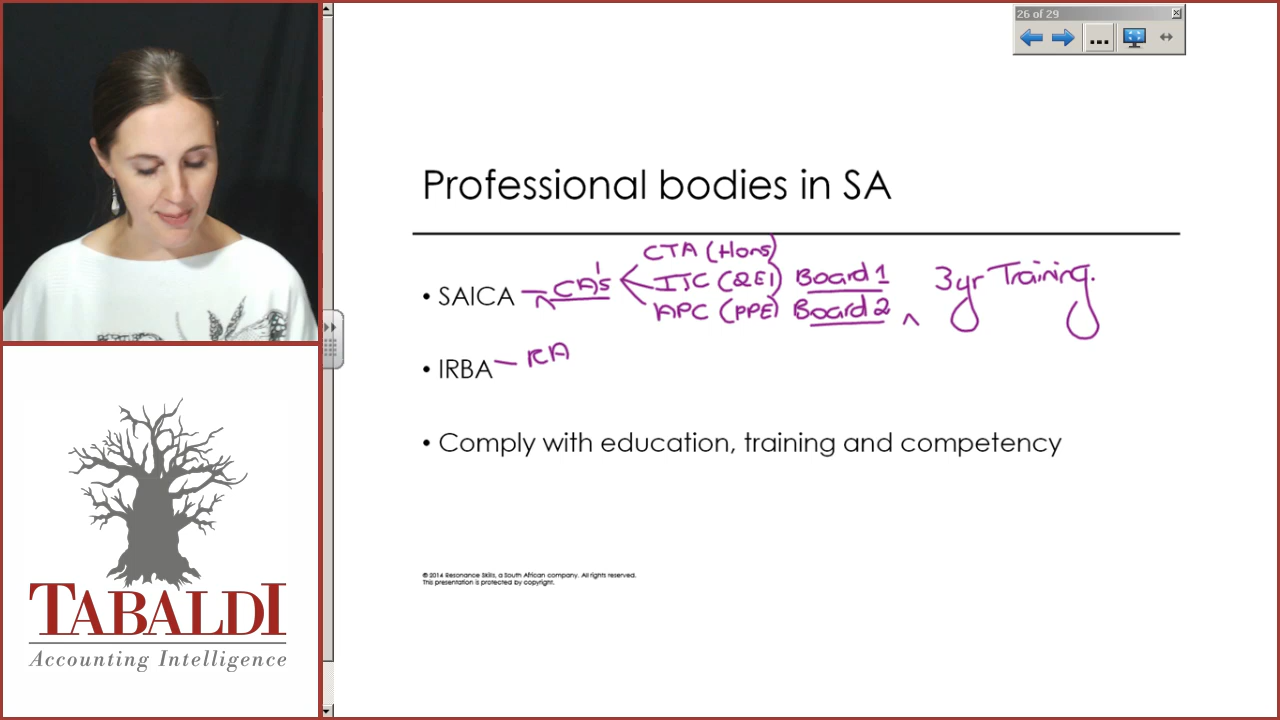 26 of 29
Professional bodies in SA
CTA (Hons)
• SAICA – CA's ITC (QE1) Board 1 3yr Training.
APC (PPE) Board 2
• IRBA – RA
• Comply with education, training and competency
© 2014 Resonance Skills, a South African company. All rights reserved.
This presentation is protected by copyright.
TABALDI
Accounting Intelligence